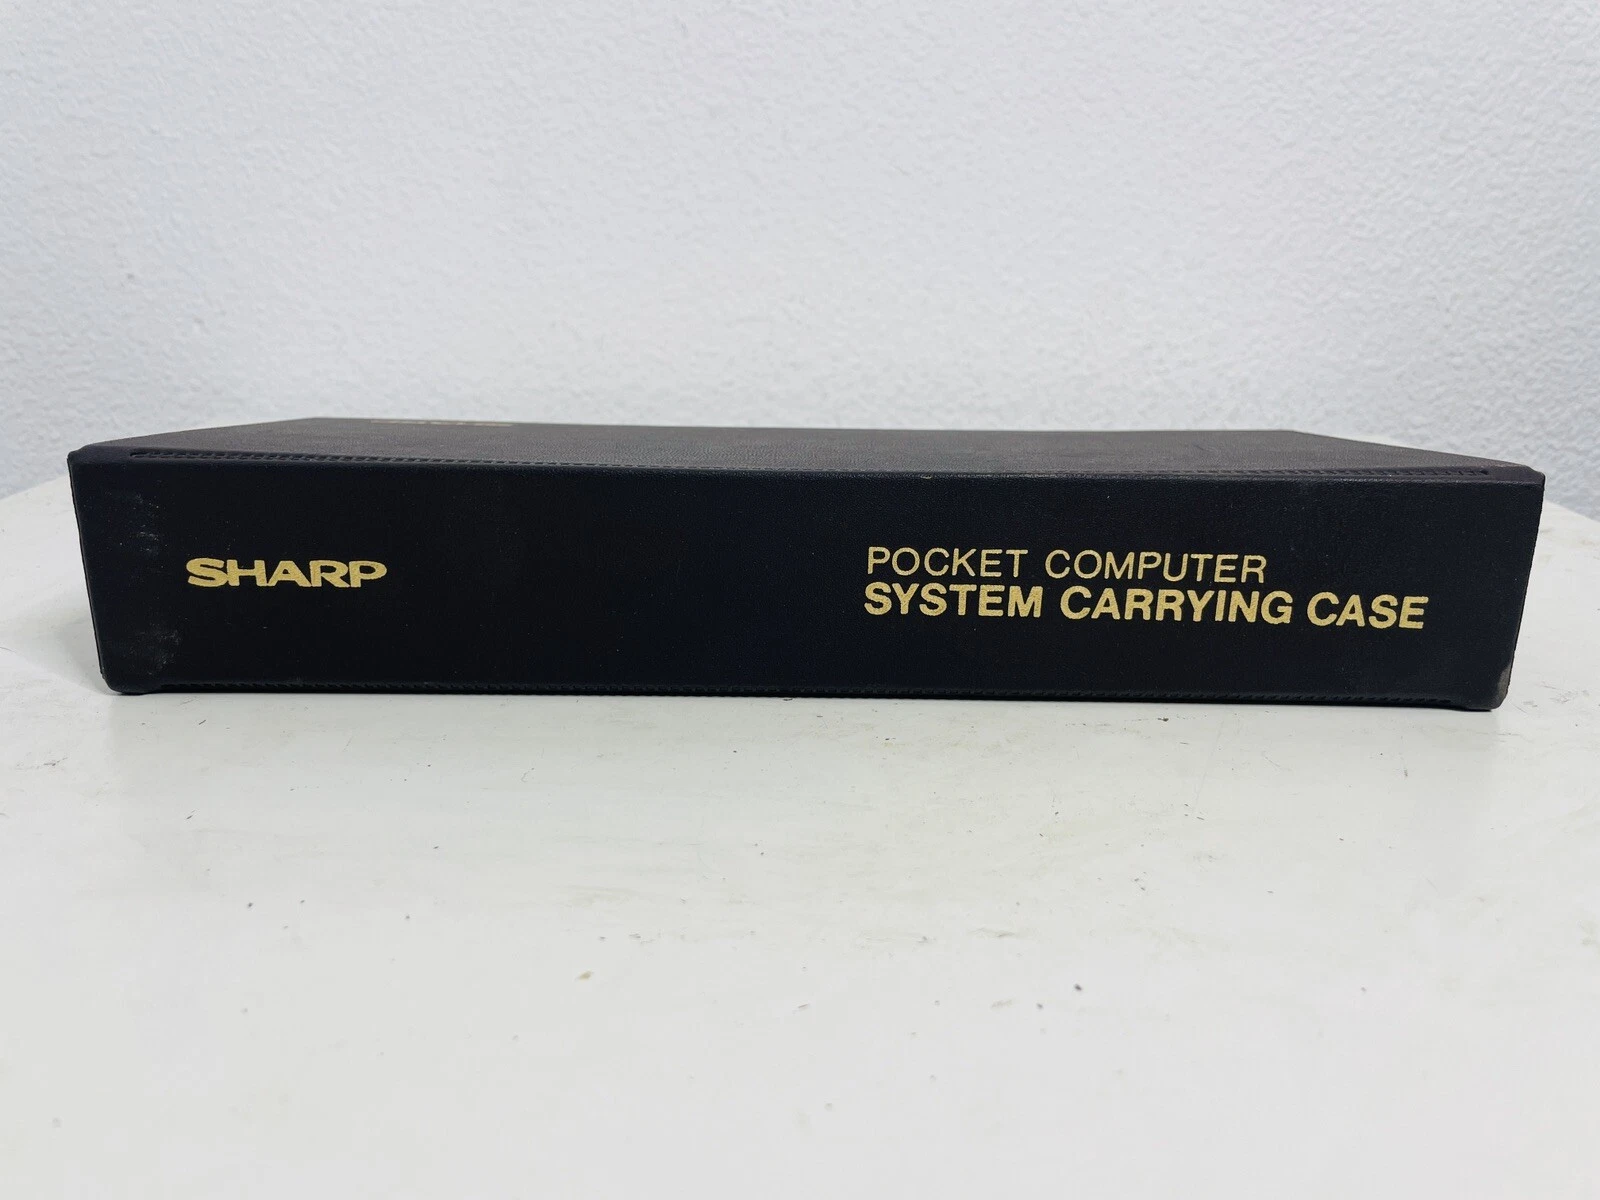 SHARP
POCKET COMPUTER
SYSTEM CARRYING CASE